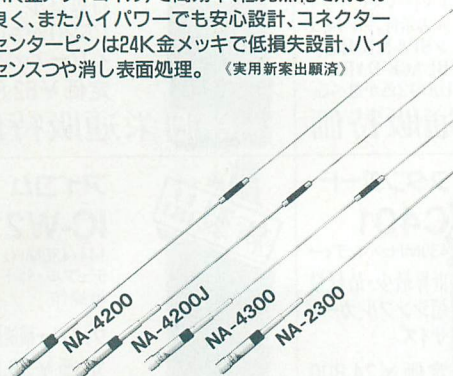 良く、またハイパワーでも安心設計、コネクター
センターピンは24K金メッキで低損失設計、ハイ
センスつや消し表面処理。 《実用新案出願済》
NA-4200
NA-4200J
NA-4300
NA-2300